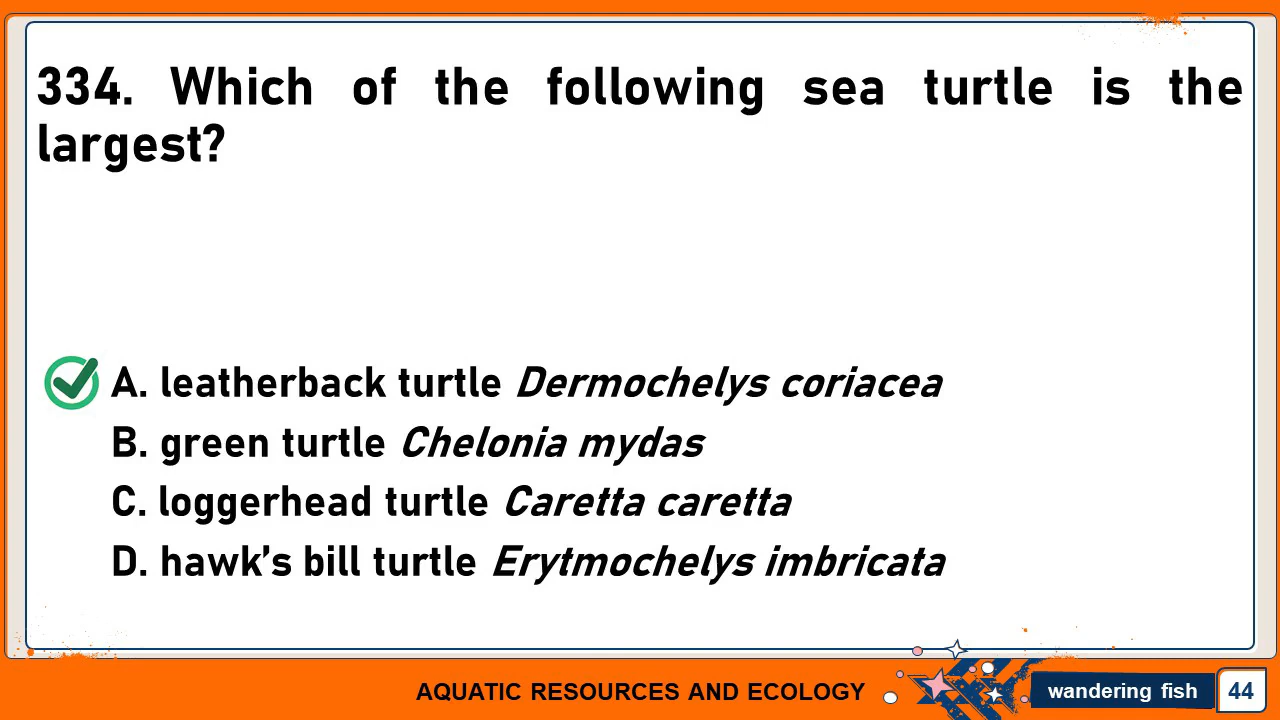 334. Which of the following sea turtle is the
largest?
A. leatherback turtle Dermochelys coriacea
B. green turtle Chelonia mydas
C. loggerhead turtle Caretta caretta
D. hawk’s bill turtle Erytmochelys imbricata
AQUATIC RESOURCES AND ECOLOGY
wandering fish
44